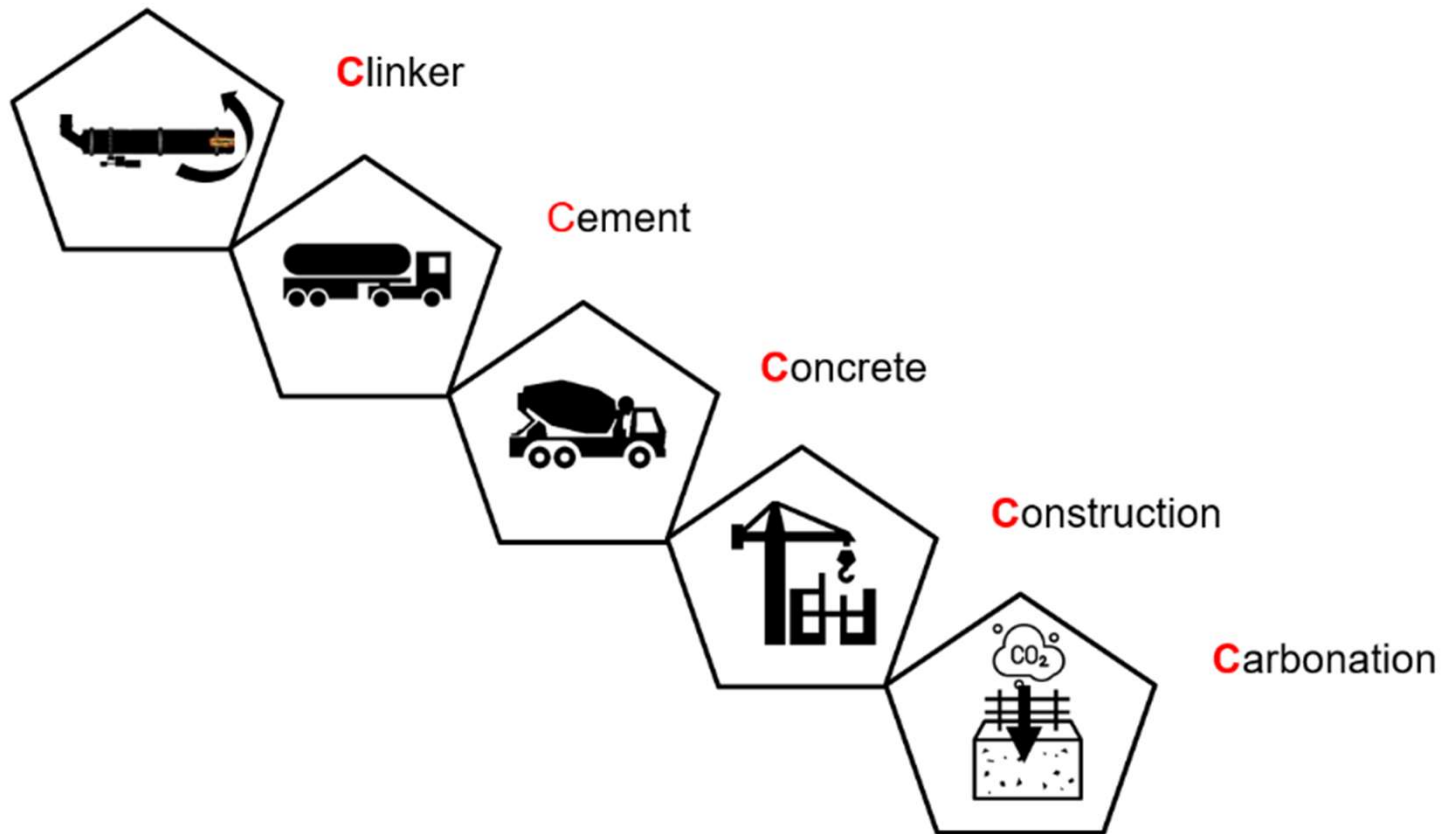 Clinker
Cement
Concrete
Construction
CO₂
Carbonation